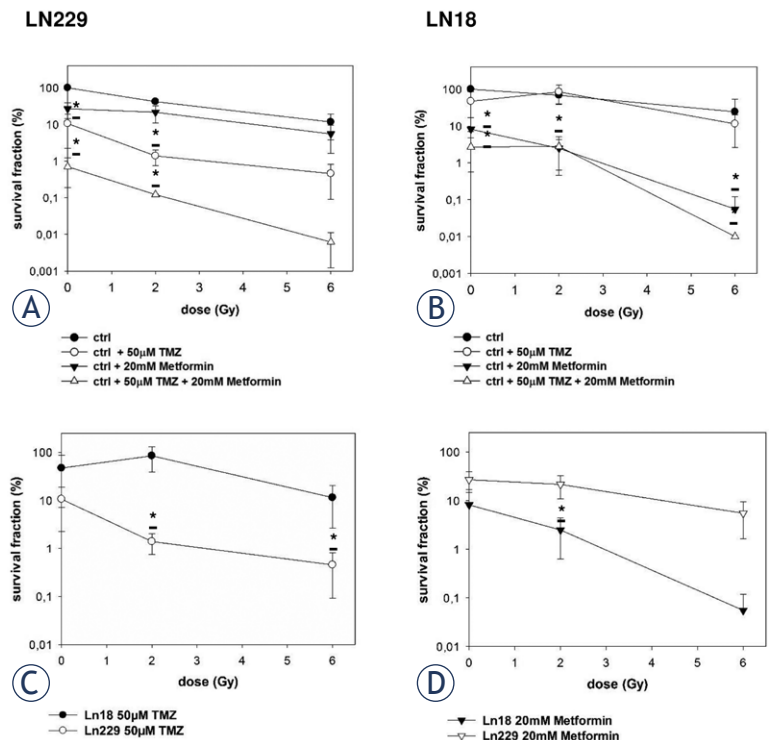 LN229
LN18
survival fraction (%)
100
10
1
0,1
0,01
0,001
* * * *
0 1 2 3 4 5 6
dose (Gy)
A
ctrl
ctrl + 50µM TMZ
ctrl + 20mM Metformin
ctrl + 50µM TMZ + 20mM Metformin
survival fraction (%)
100
10
1
0,1
0,01
0,001
* * * *
0 1 2 3 4 5 6
dose (Gy)
B
ctrl
ctrl + 50µM TMZ
ctrl + 20mM Metformin
ctrl + 50µM TMZ + 20mM Metformin
survival fraction (%)
100
10
1
0,1
0,01
* *
0 1 2 3 4 5 6
dose (Gy)
C
Ln18 50µM TMZ
Ln229 50µM TMZ
survival fraction (%)
100
10
1
0,1
0,01
*
0 1 2 3 4 5 6
dose (Gy)
D
Ln18 20mM Metformin
Ln229 20mM Metformin